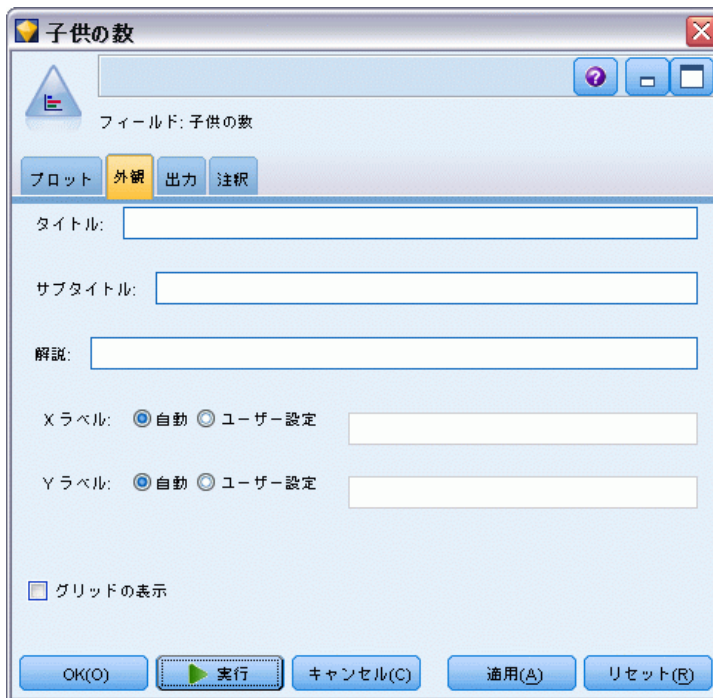 子供の数
フィールド: 子供の数
プロット 外観 出力 注釈
タイトル:
サブタイトル:
解説:
X ラベル: 自動 ユーザー設定
Y ラベル: 自動 ユーザー設定
グリッドの表示
OK(O) 実行 キャンセル(C) 適用(A) リセット(R)